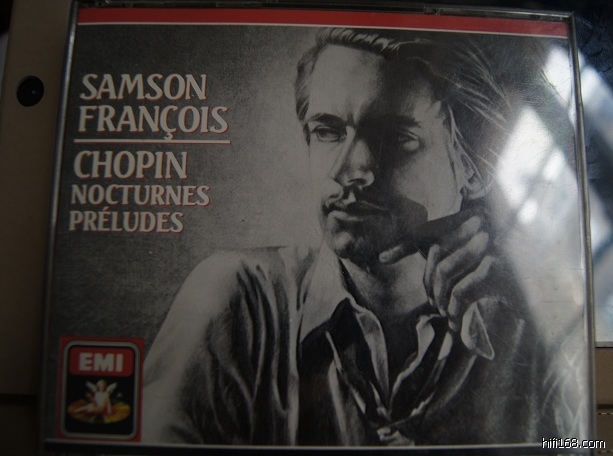 SAMSON
FRANÇOIS
CHOPIN
NOCTURNES
PRÉLUDES
EMI
hifi168.com